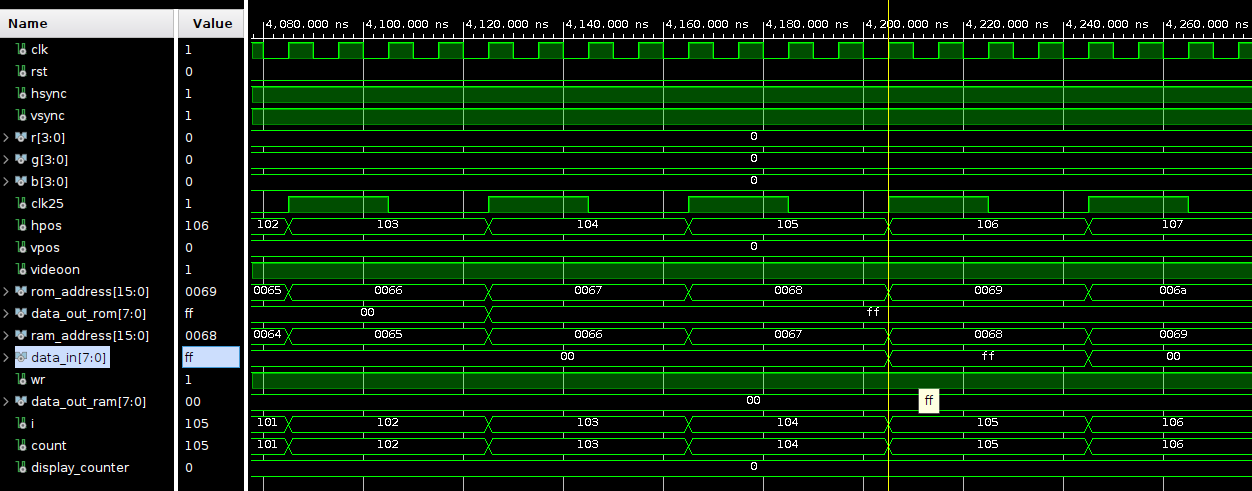 Name Value 4,080.000 ns 4,100.000 ns 4,120.000 ns 4,140.000 ns 4,160.000 ns 4,180.000 ns 4,200.000 ns 4,220.000 ns 4,240.000 ns 4,260.000 ns
clk 1
rst 0
hsync 1
vsync 1
r[3:0] 0 0
g[3:0] 0 0
b[3:0] 0 0
clk25 1
hpos 106 102 103 104 105 106 107
vpos 0 0
videoon 1
rom_address[15:0] 0069 0065 0066 0067 0068 0069 006a
data_out_rom[7:0] ff 00 ff
ram_address[15:0] 0068 0064 0065 0066 0067 0068 0069
data_in[7:0] ff 00 ff 00
wr 1
data_out_ram[7:0] 00 00 ff
i 105 101 102 103 104 105 106
count 105 101 102 103 104 105 106
display_counter 0 0